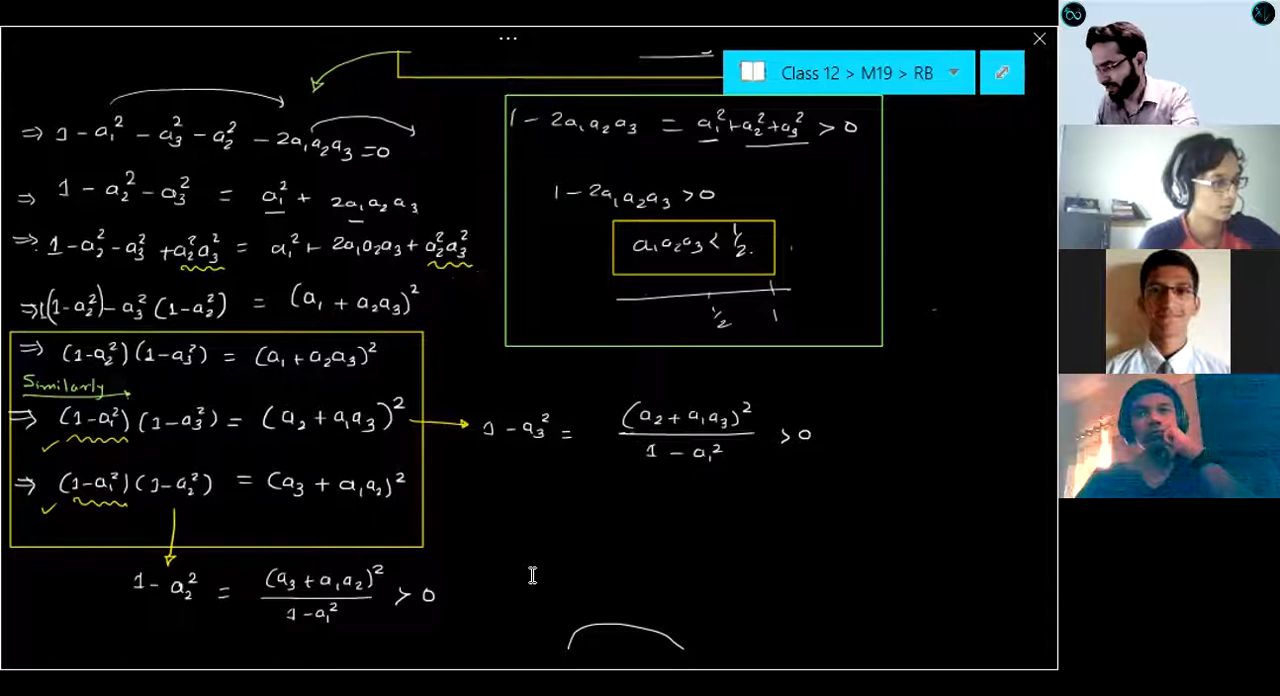 ...
Class 12 > M19 > RB
⇒ 1 - a₁² - a₃² - a₂² - 2a₁a₂a₃ = 0
⇒ 1 - a₂² - a₃² = a₁² + 2a₁a₂a₃
⇒ 1 - a₂² - a₃² + a₂²a₃² = a₁² + 2a₁a₂a₃ + a₂²a₃²
⇒ 1(1-a₂²) - a₃²(1-a₂²) = (a₁ + a₂a₃)²
⇒ (1-a₂²)(1-a₃²) = (a₁ + a₂a₃)²
Similarly
⇒ (1-a₁²)(1-a₃²) = (a₂ + a₁a₃)²
⇒ (1-a₁²)(1-a₂²) = (a₃ + a₁a₂)²
1 - a₂² = (a₃ + a₁a₂)² / 1 - a₁² > 0
1 - 2a₁a₂a₃ = a₁² + a₂² + a₃² > 0
1 - 2a₁a₂a₃ > 0
a₁a₂a₃ < 1/2.
1/2 1
1 - a₃² = (a₂ + a₁a₃)² / 1 - a₁² > 0